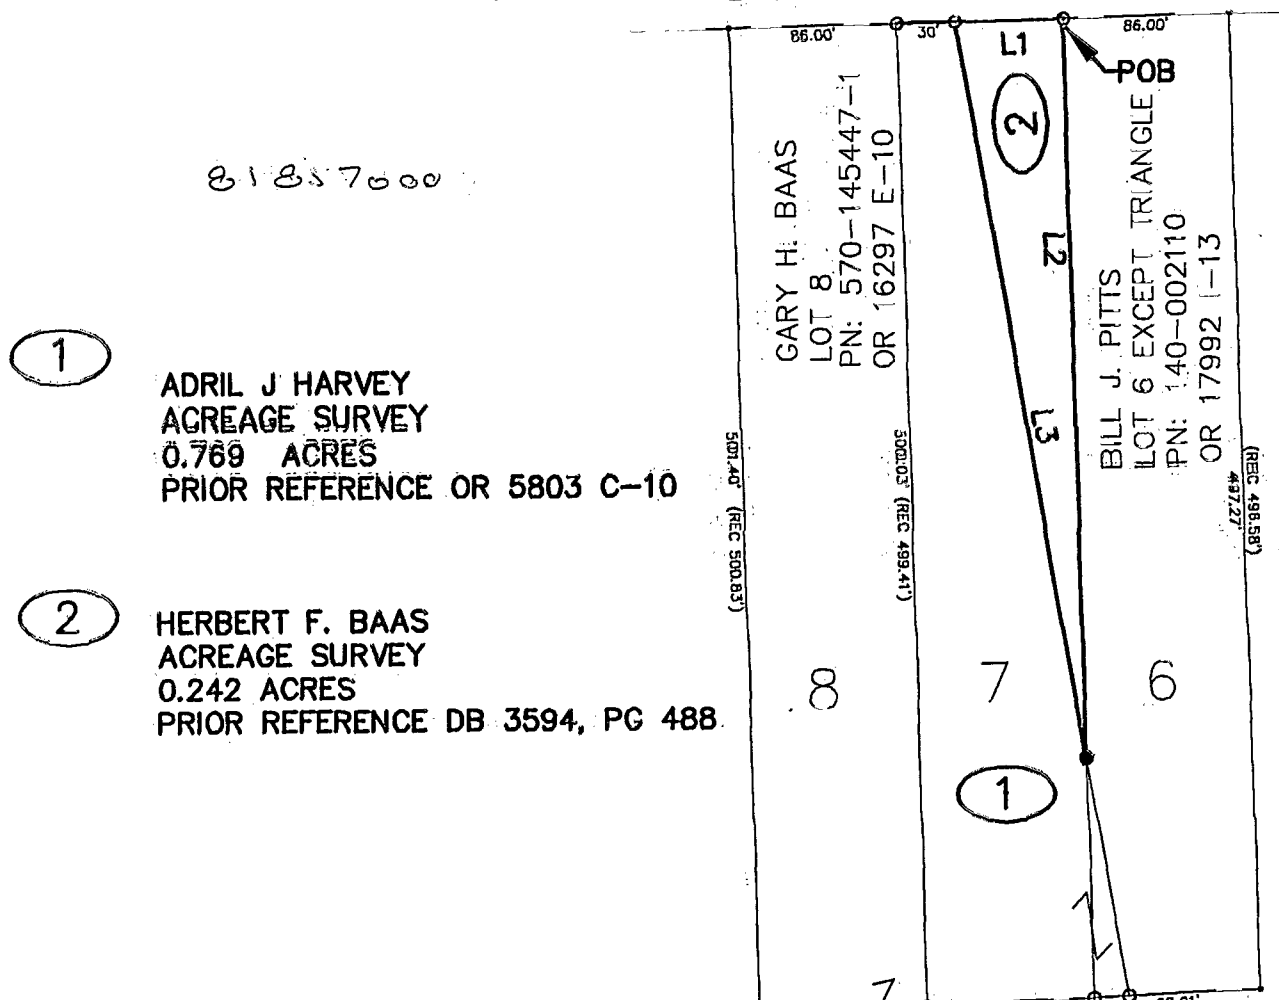 86.00'
30'
86.00'
L1
POB
2
81857000
GARY H. BAAS
LOT 8
PN: 570-145447-1
OR 16297 E-10
L2
BILL J. PITTS
LOT 6 EXCEPT TRIANGLE
PN: 140-002110
OR 17992 I-13
1
ADRIL J HARVEY
ACREAGE SURVEY
0.769 ACRES
PRIOR REFERENCE OR 5803 C-10
L3
501.40' (REC 500.83')
500.03' (REC 499.41')
(REC 498.58')
497.27'
2
HERBERT F. BAAS
ACREAGE SURVEY
0.242 ACRES
PRIOR REFERENCE DB 3594, PG 488
8
7
6
1